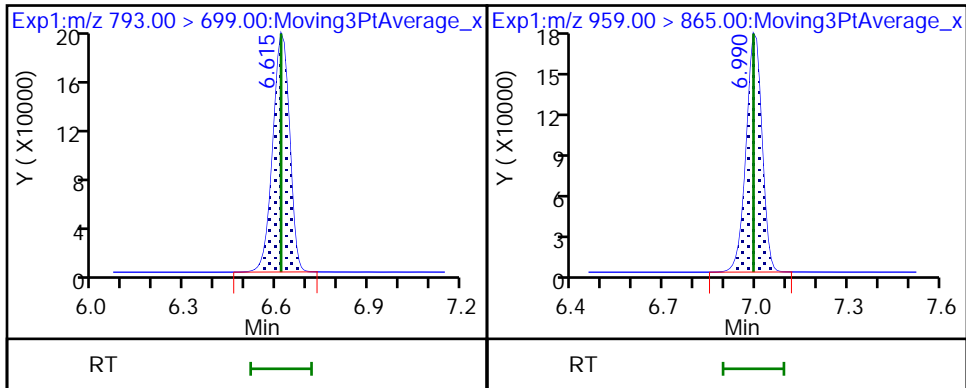 Exp1:m/z 793.00 > 699.00:Moving3PtAverage_x
20
16
12
8
4
0
Y ( X10000)
6.615
6.0 6.3 6.6 6.9 7.2
Min
RT
Exp1:m/z 959.00 > 865.00:Moving3PtAverage_x
18
15
12
9
6
3
0
Y ( X10000)
6.990
6.4 6.7 7.0 7.3 7.6
Min
RT